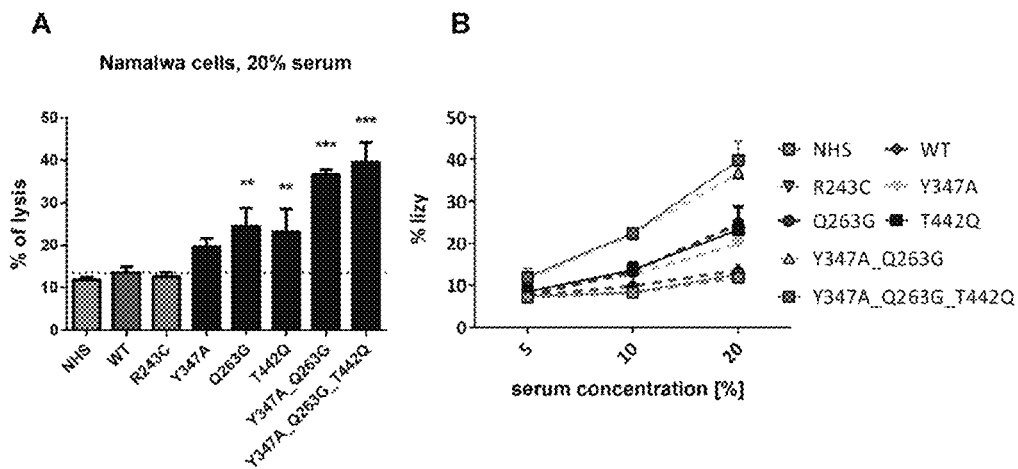 A
B
Namalwa cells, 20% serum
% of lysis
50
40
30
20
10
0
**
**
***
***
NHS
WT
R243C
Y347A
Q263G
T442Q
Y347A_Q263G
Y347A_Q263G_T442Q
% lizy
50
40
30
20
10
0
5
10
20
serum concentration [%]
NHS WT
R243C Y347A
Q263G T442Q
Y347A_Q263G
Y347A_Q263G_T442Q